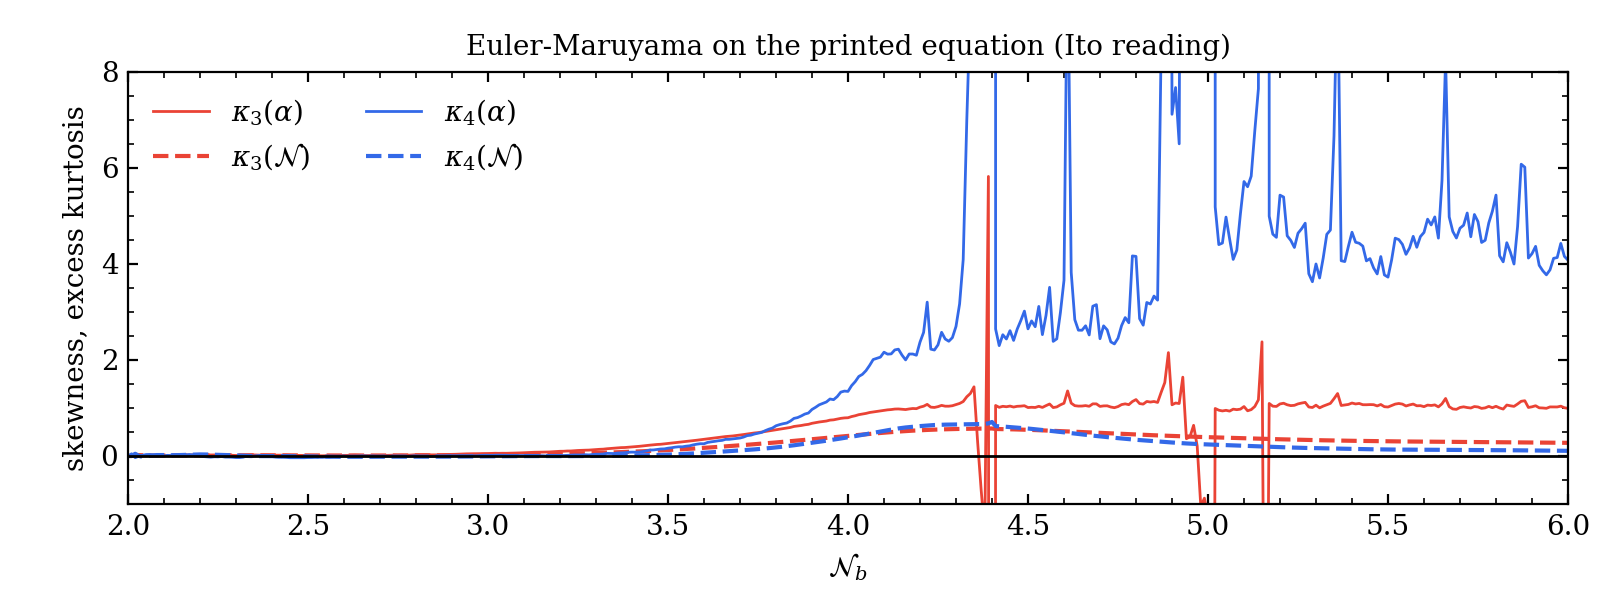 Euler-Maruyama on the printed equation (Ito reading)
κ₃(α) κ₄(α)
κ₃(𝒩) κ₄(𝒩)
skewness, excess kurtosis
8
6
4
2
0
2.0 2.5 3.0 3.5 4.0 4.5 5.0 5.5 6.0
𝒩_b